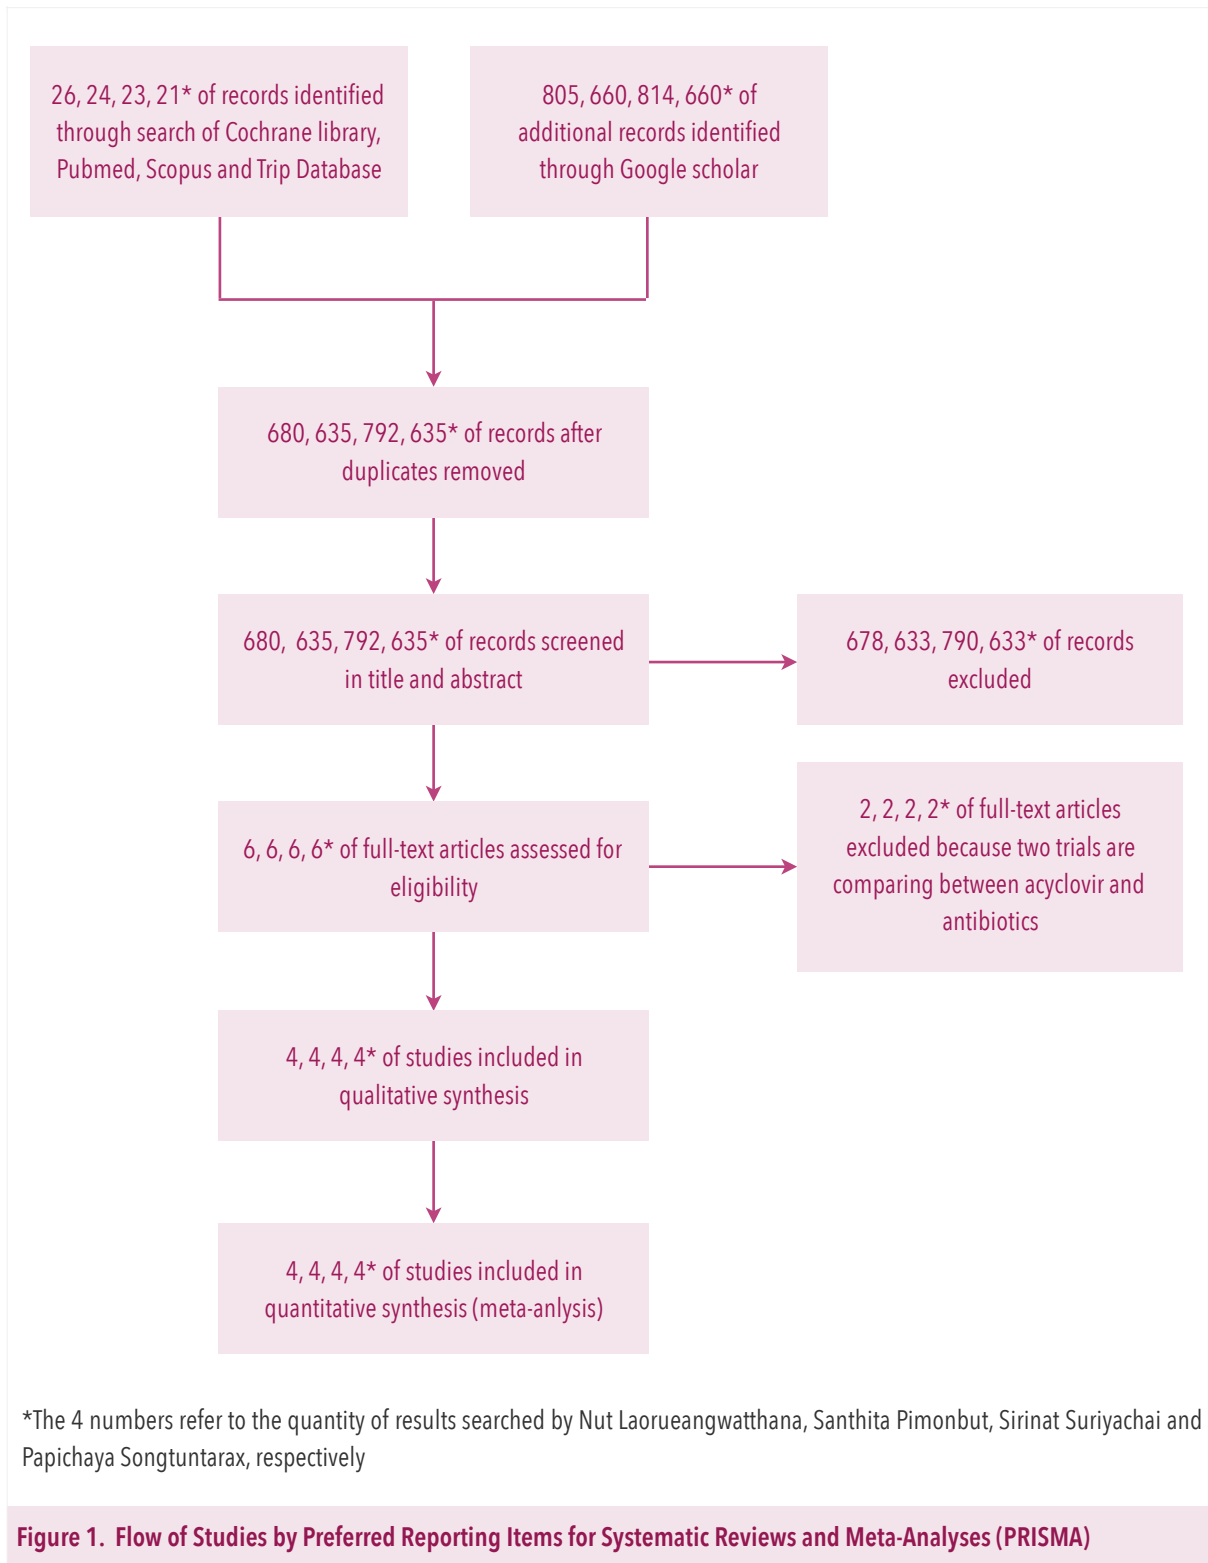 26, 24, 23, 21* of records identified
through search of Cochrane library,
Pubmed, Scopus and Trip Database
805, 660, 814, 660* of
additional records identified
through Google scholar
680, 635, 792, 635* of records after
duplicates removed
680, 635, 792, 635* of records screened
in title and abstract
678, 633, 790, 633* of records
excluded
6, 6, 6, 6* of full-text articles assessed for
eligibility
2, 2, 2, 2* of full-text articles
excluded because two trials are
comparing between acyclovir and
antibiotics
4, 4, 4, 4* of studies included in
qualitative synthesis
4, 4, 4, 4* of studies included in
quantitative synthesis (meta-anlysis)
*The 4 numbers refer to the quantity of results searched by Nut Laorueangwatthana, Santhita Pimonbut, Sirinat Suriyachai and
Papichaya Songtuntarax, respectively
Figure 1. Flow of Studies by Preferred Reporting Items for Systematic Reviews and Meta-Analyses (PRISMA)